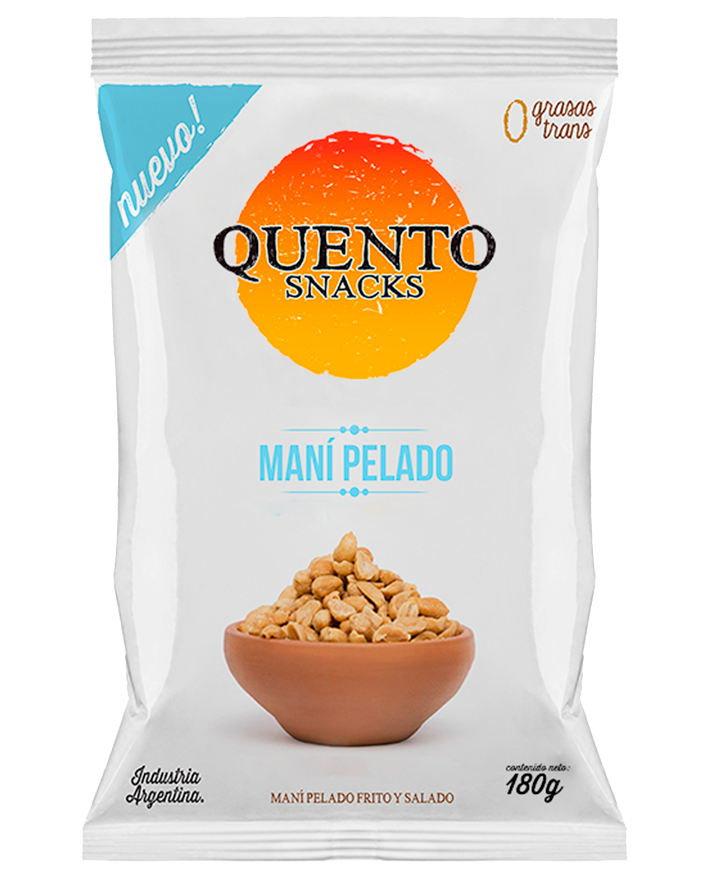 nuevo!
0 grasas
trans
QUENTO
SNACKS
MANÍ PELADO
Industria
Argentina.
MANÍ PELADO FRITO Y SALADO
contenido neto:
180g